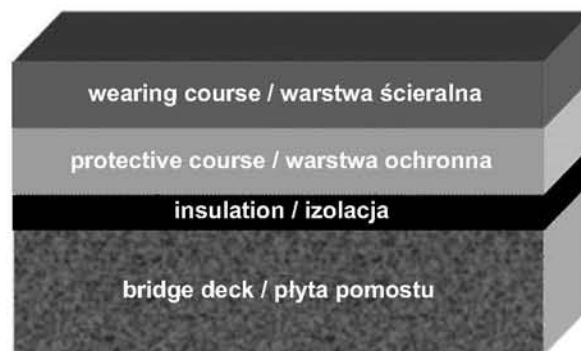 wearing course / warstwa ścieralna
protective course / warstwa ochronna
insulation / izolacja
bridge deck / płyta pomostu